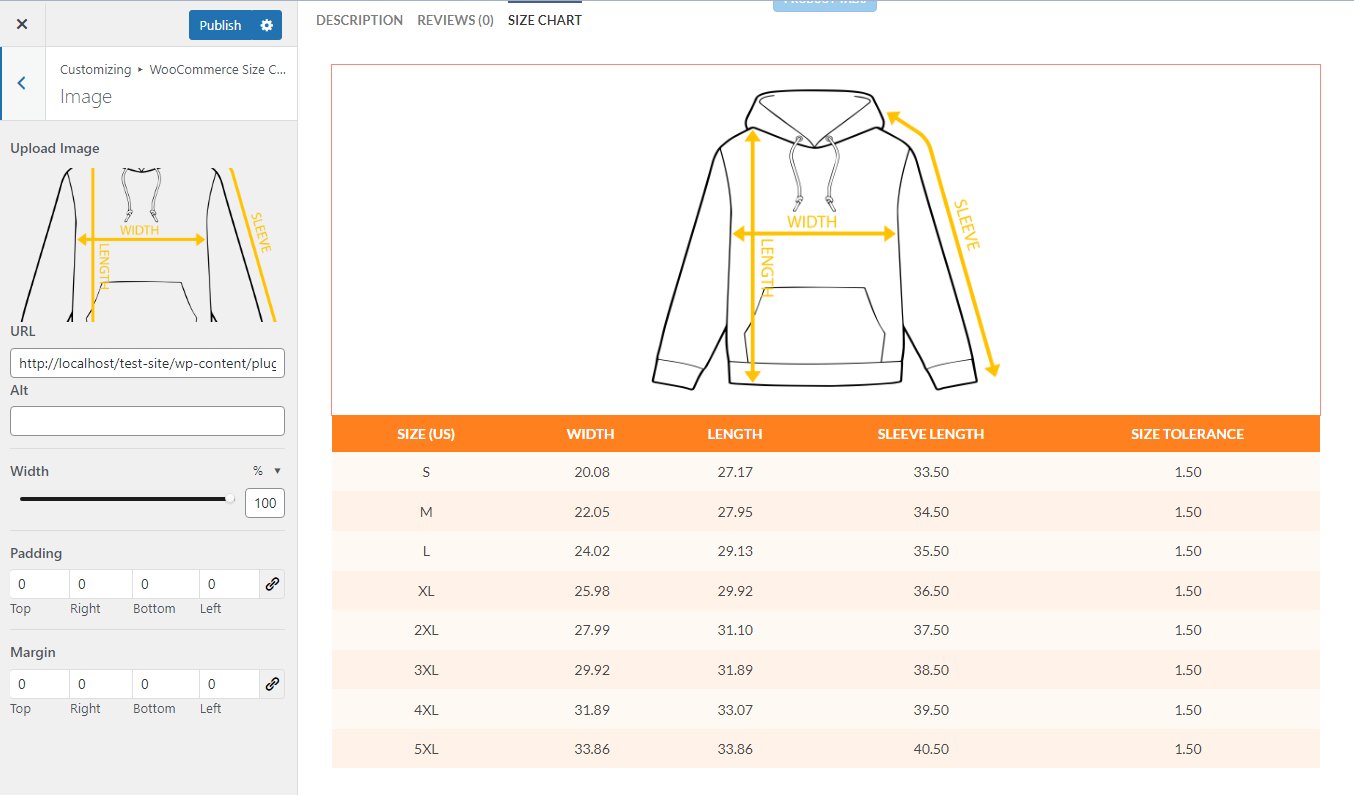 Publish
Customizing ▸ WooCommerce Size C...
Image
Upload Image
WIDTH
LENGTH
SLEEVE
URL
http://localhost/test-site/wp-content/plug
Alt
Width % ▼
100
Padding
0 0 0 0
Top Right Bottom Left
Margin
0 0 0 0
Top Right Bottom Left
DESCRIPTION REVIEWS (0) SIZE CHART
WIDTH
LENGTH
SLEEVE
SIZE (US) WIDTH LENGTH SLEEVE LENGTH SIZE TOLERANCE
S 20.08 27.17 33.50 1.50
M 22.05 27.95 34.50 1.50
L 24.02 29.13 35.50 1.50
XL 25.98 29.92 36.50 1.50
2XL 27.99 31.10 37.50 1.50
3XL 29.92 31.89 38.50 1.50
4XL 31.89 33.07 39.50 1.50
5XL 33.86 33.86 40.50 1.50